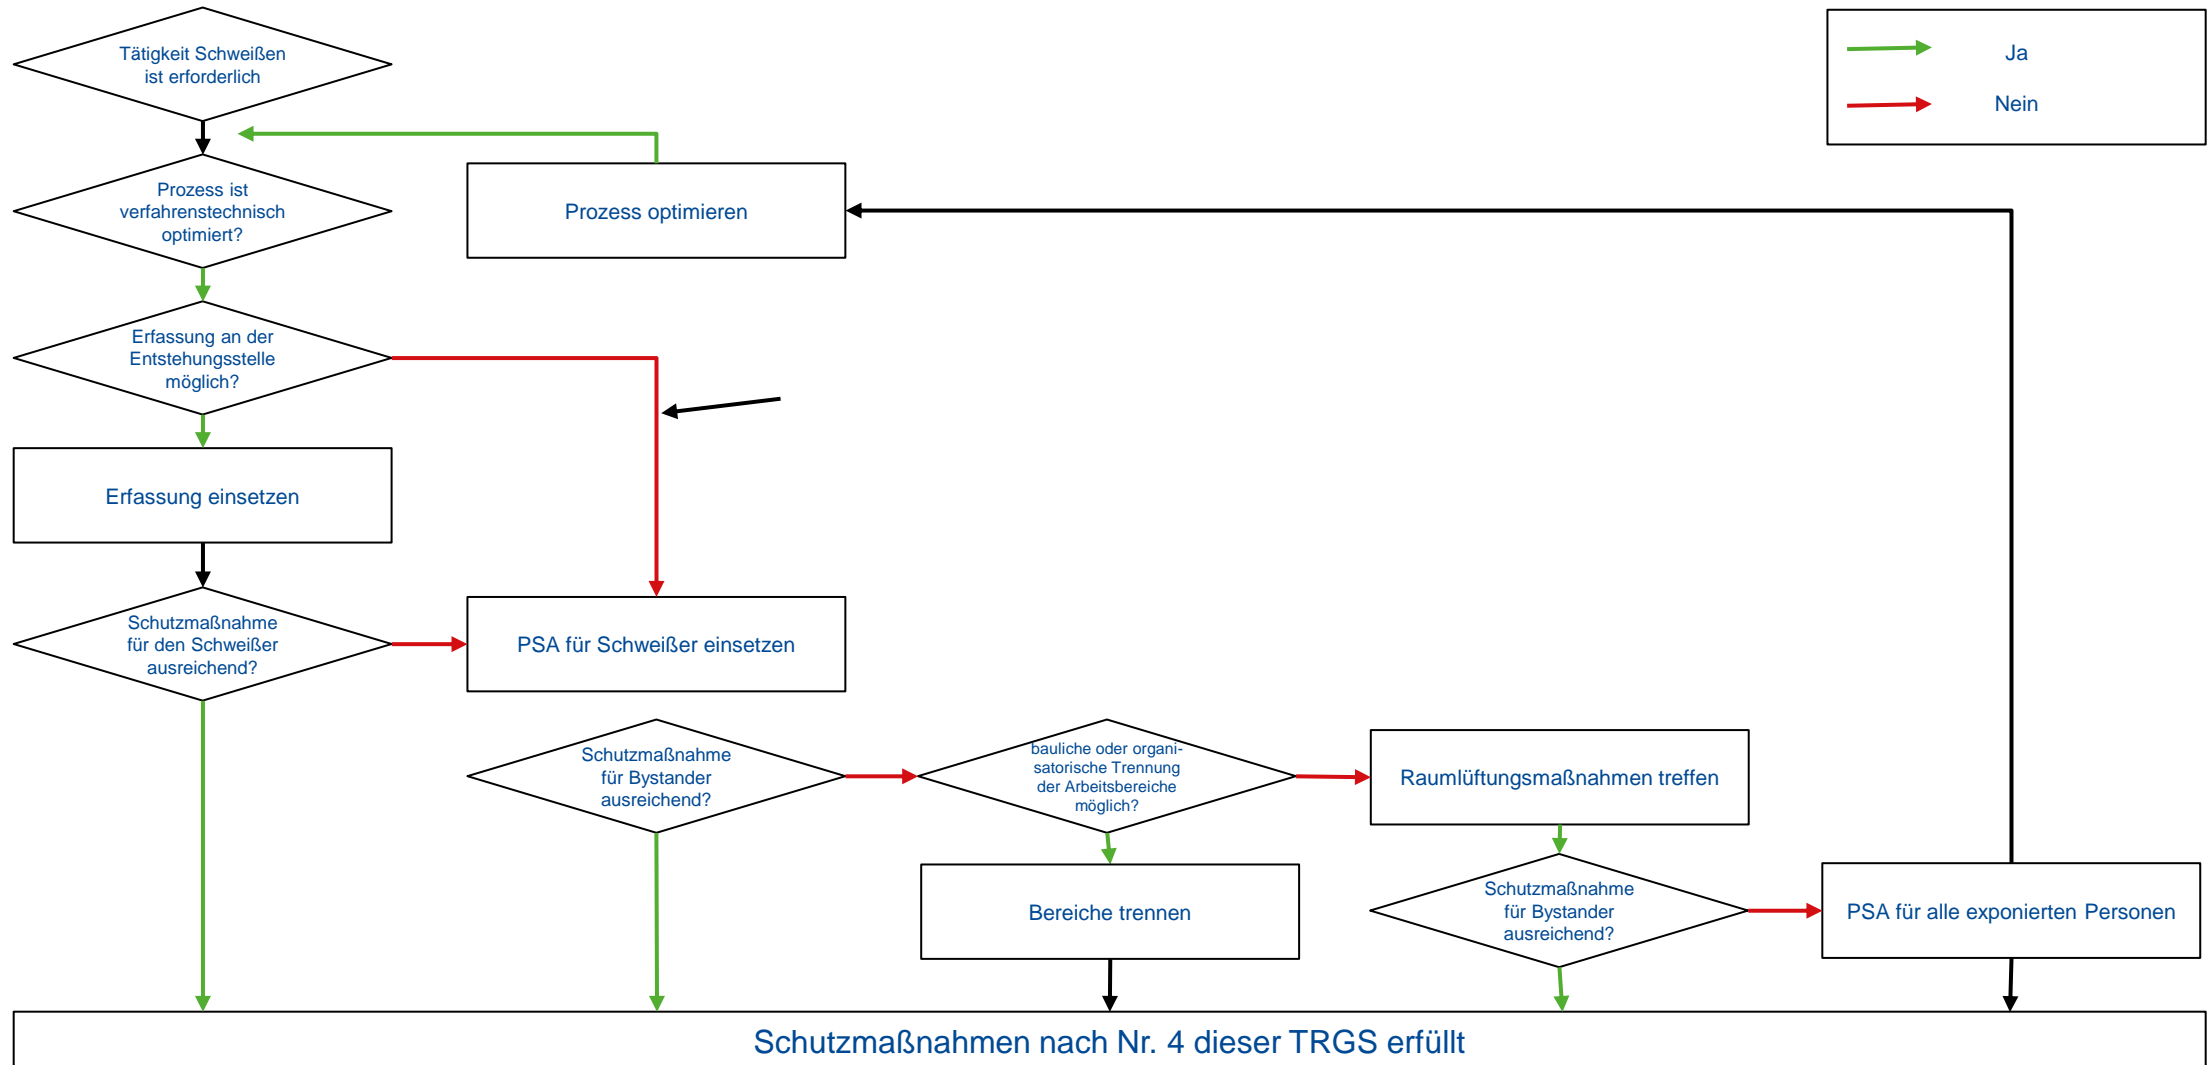 Tätigkeit Schweißen
ist erforderlich
Ja
Nein
Prozess ist
verfahrenstechnisch
optimiert?
Prozess optimieren
Erfassung an der
Entstehungsstelle
möglich?
Erfassung einsetzen
Schutzmaßnahme
für den Schweißer
ausreichend?
PSA für Schweißer einsetzen
Schutzmaßnahme
für Bystander
ausreichend?
bauliche oder organi-
satorische Trennung
der Arbeitsbereiche
möglich?
Raumlüftungsmaßnahmen treffen
Bereiche trennen
Schutzmaßnahme
für Bystander
ausreichend?
PSA für alle exponierten Personen
Schutzmaßnahmen nach Nr. 4 dieser TRGS erfüllt